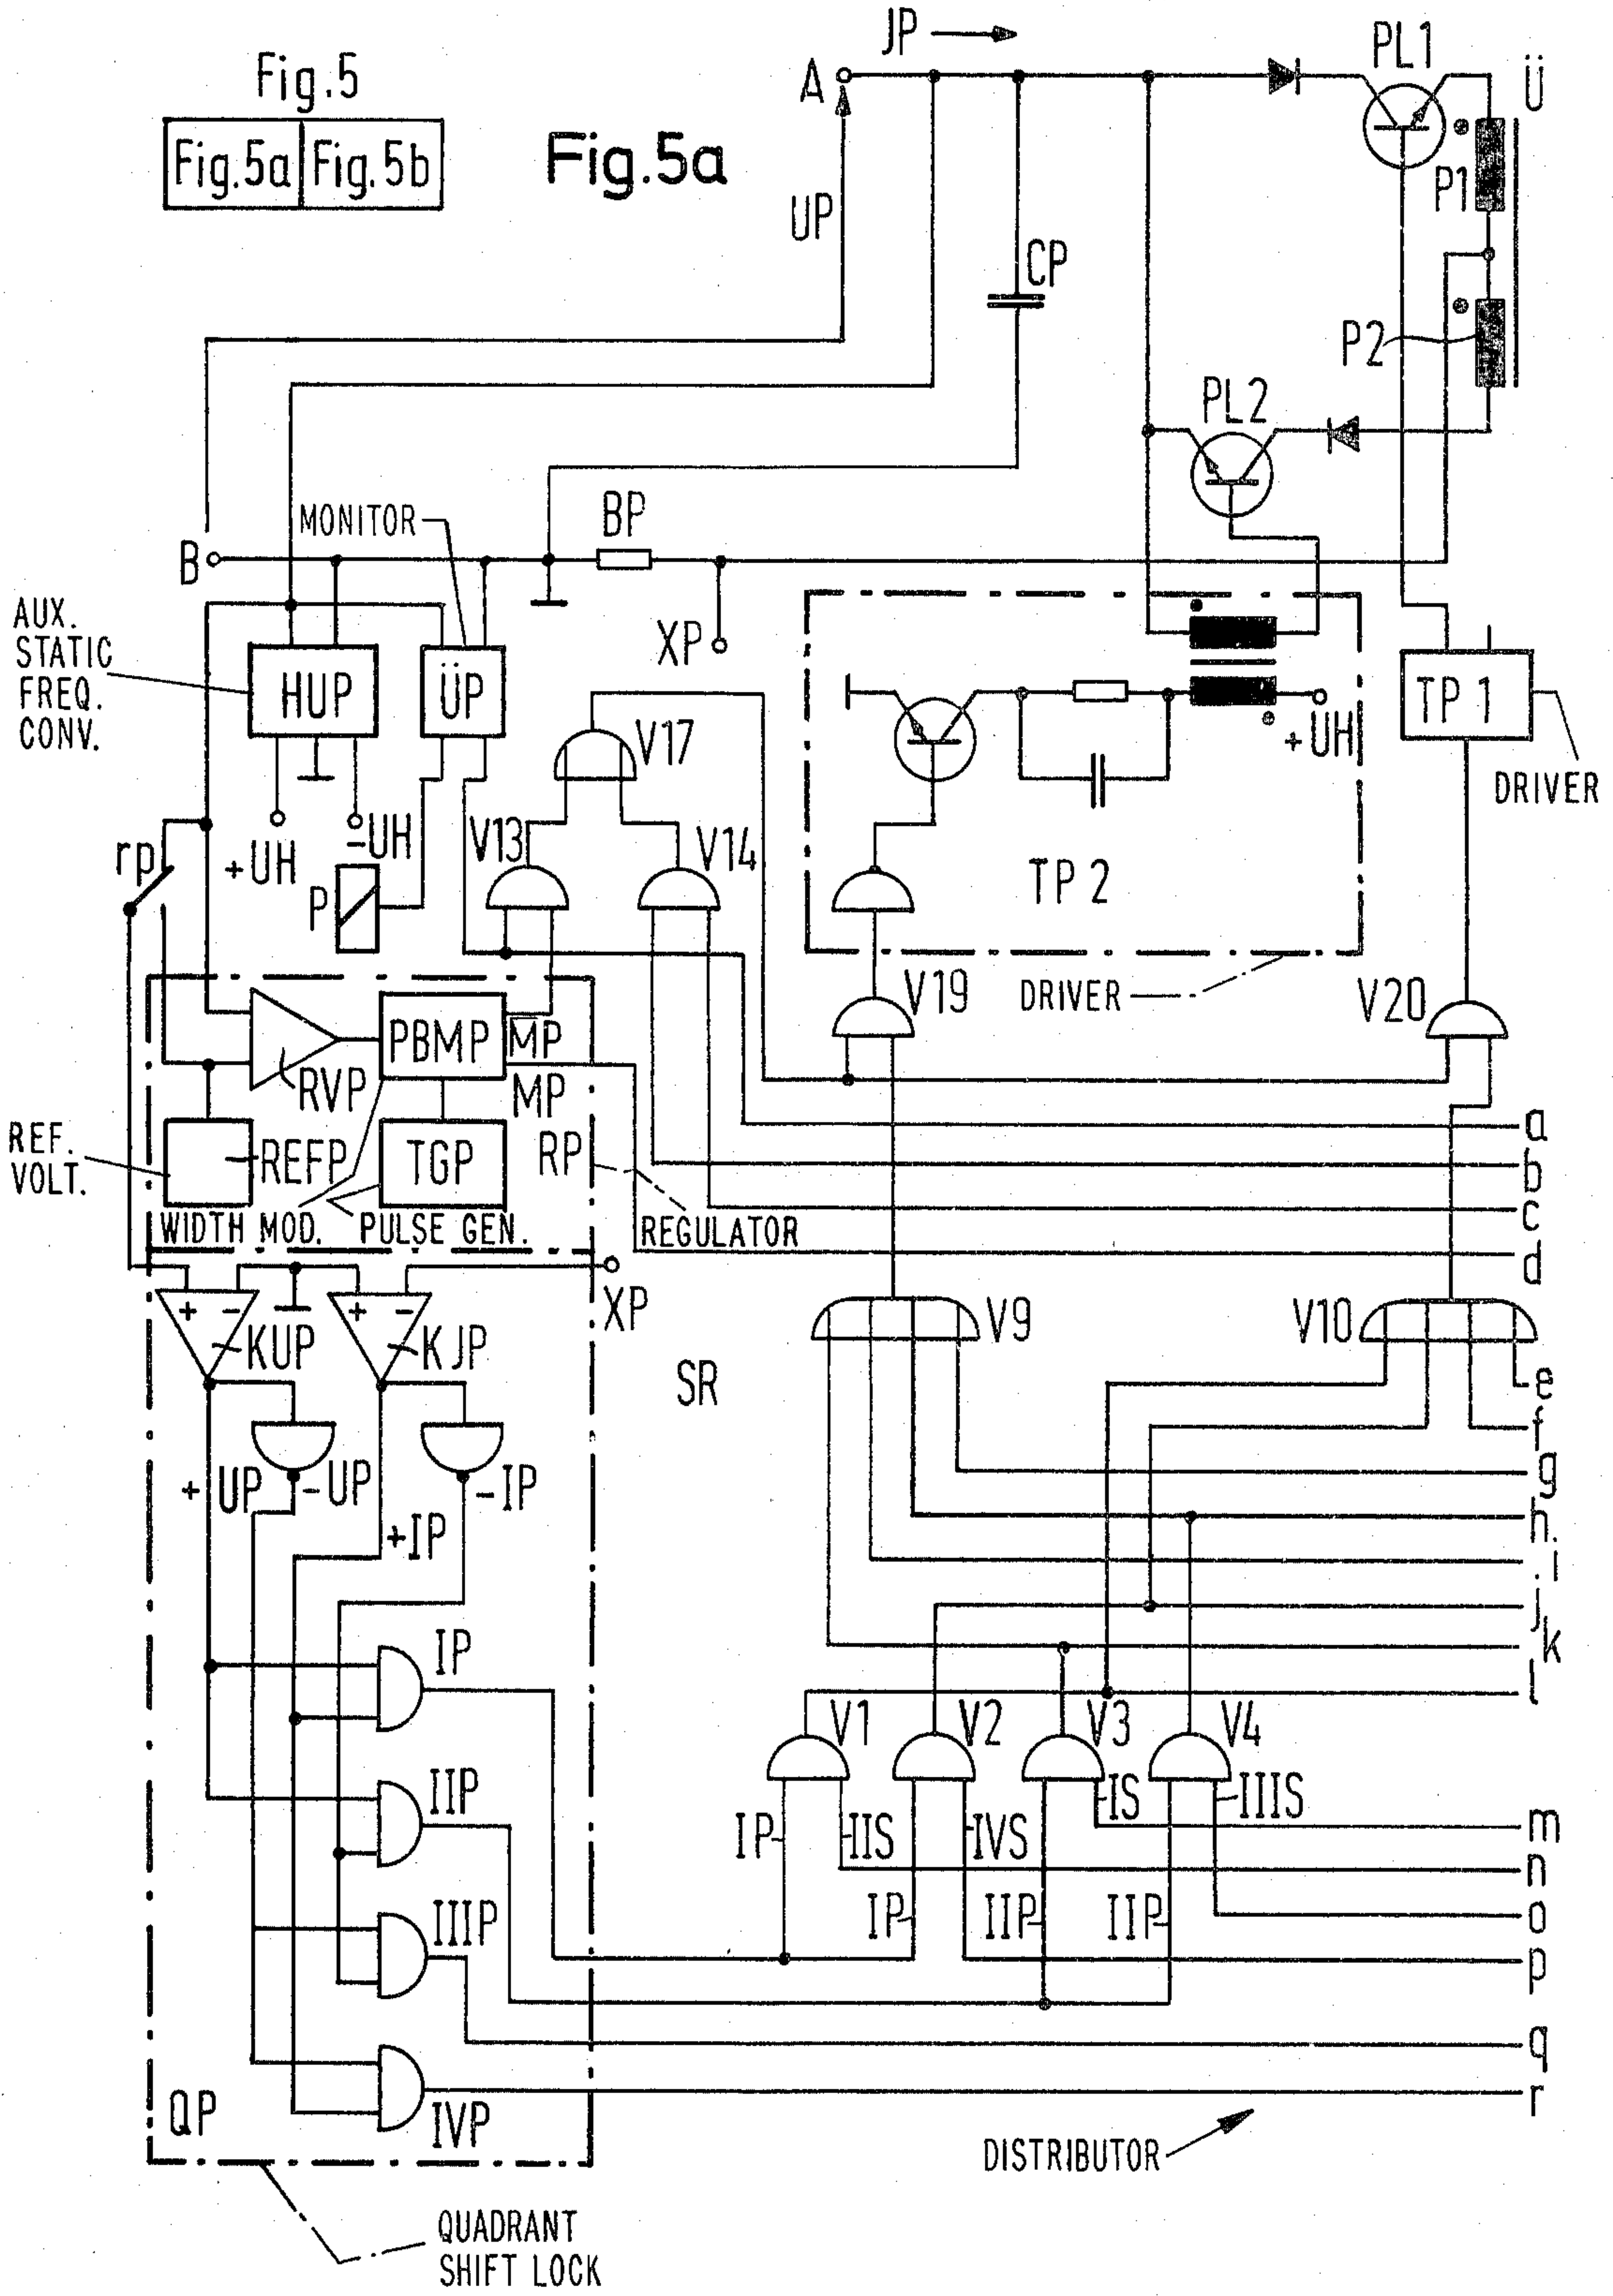 Fig.5
Fig.5a Fig.5b
Fig.5a
JP
A
PL1
Ü
UP
P1
CP
P2
PL2
MONITOR
BP
B
AUX.
STATIC
FREQ.
CONV.
XP
HUP
ÜP
TP 1
V17
+UH
DRIVER
+UH
-UH
rp
V13
V14
P
TP 2
V19
DRIVER
V20
PBMP
MP
RVP
MP
REF.
VOLT.
REFP
TGP
RP
a
b
c
d
WIDTH MOD.
PULSE GEN.
REGULATOR
XP
+ -
+ -
KUP
KJP
V9
V10
SR
e
f
g
h.
i
j
k
l
+UP
-UP
-IP
+IP
IP
V1
V2
V3
V4
IIP
IP
IIS
IVS
IS
IIIS
m
n
o
p
IIIP
IP
IIP
IIP
q
r
QP
IVP
DISTRIBUTOR
QUADRANT
SHIFT LOCK